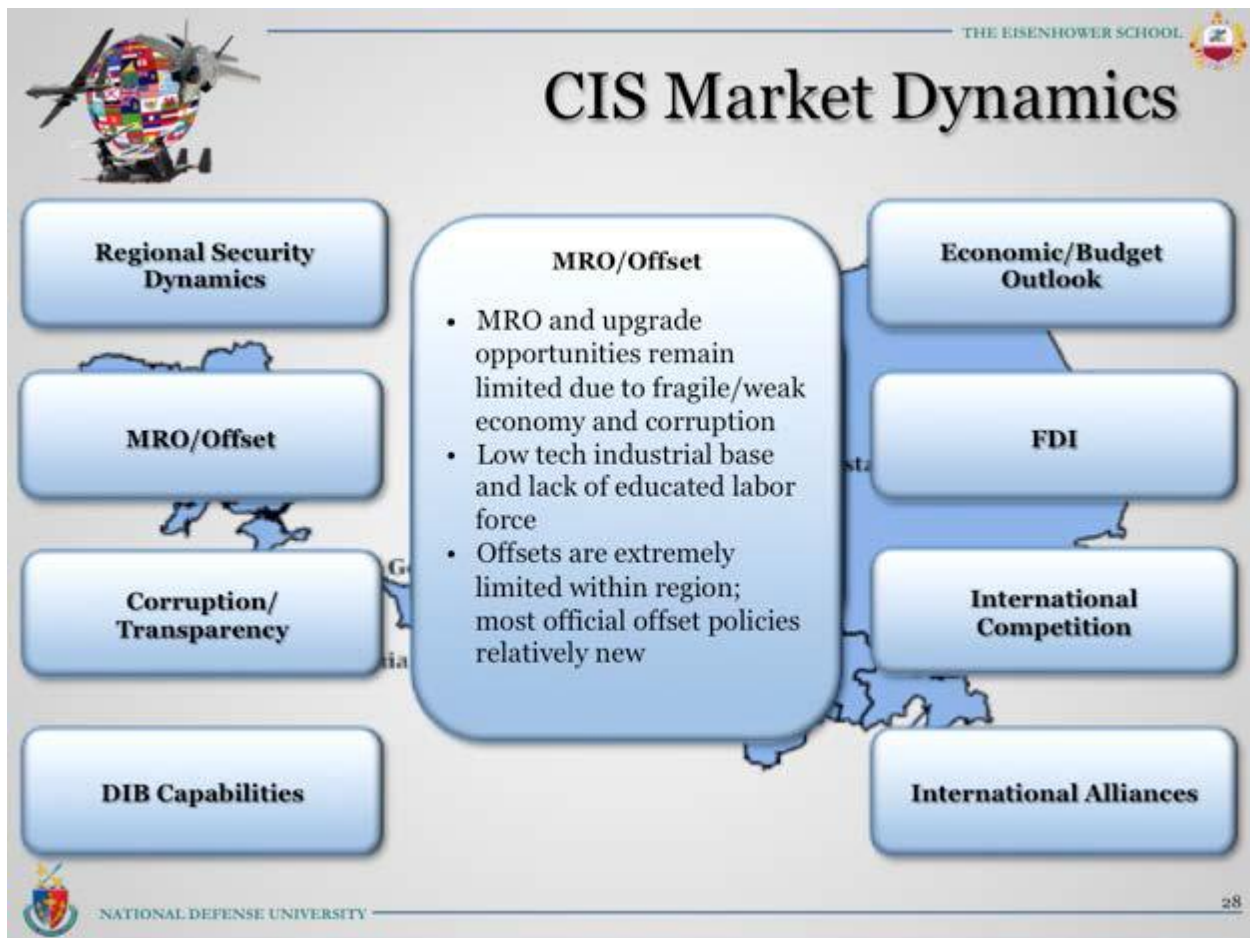 THE EISENHOWER SCHOOL
CIS Market Dynamics
Regional Security
Dynamics
MRO/Offset
Corruption/
Transparency
DIB Capabilities
MRO/Offset
• MRO and upgrade
opportunities remain
limited due to fragile/weak
economy and corruption
• Low tech industrial base
and lack of educated labor
force
• Offsets are extremely
limited within region;
most official offset policies
relatively new
Economic/Budget
Outlook
FDI
International
Competition
International Alliances
NATIONAL DEFENSE UNIVERSITY
28